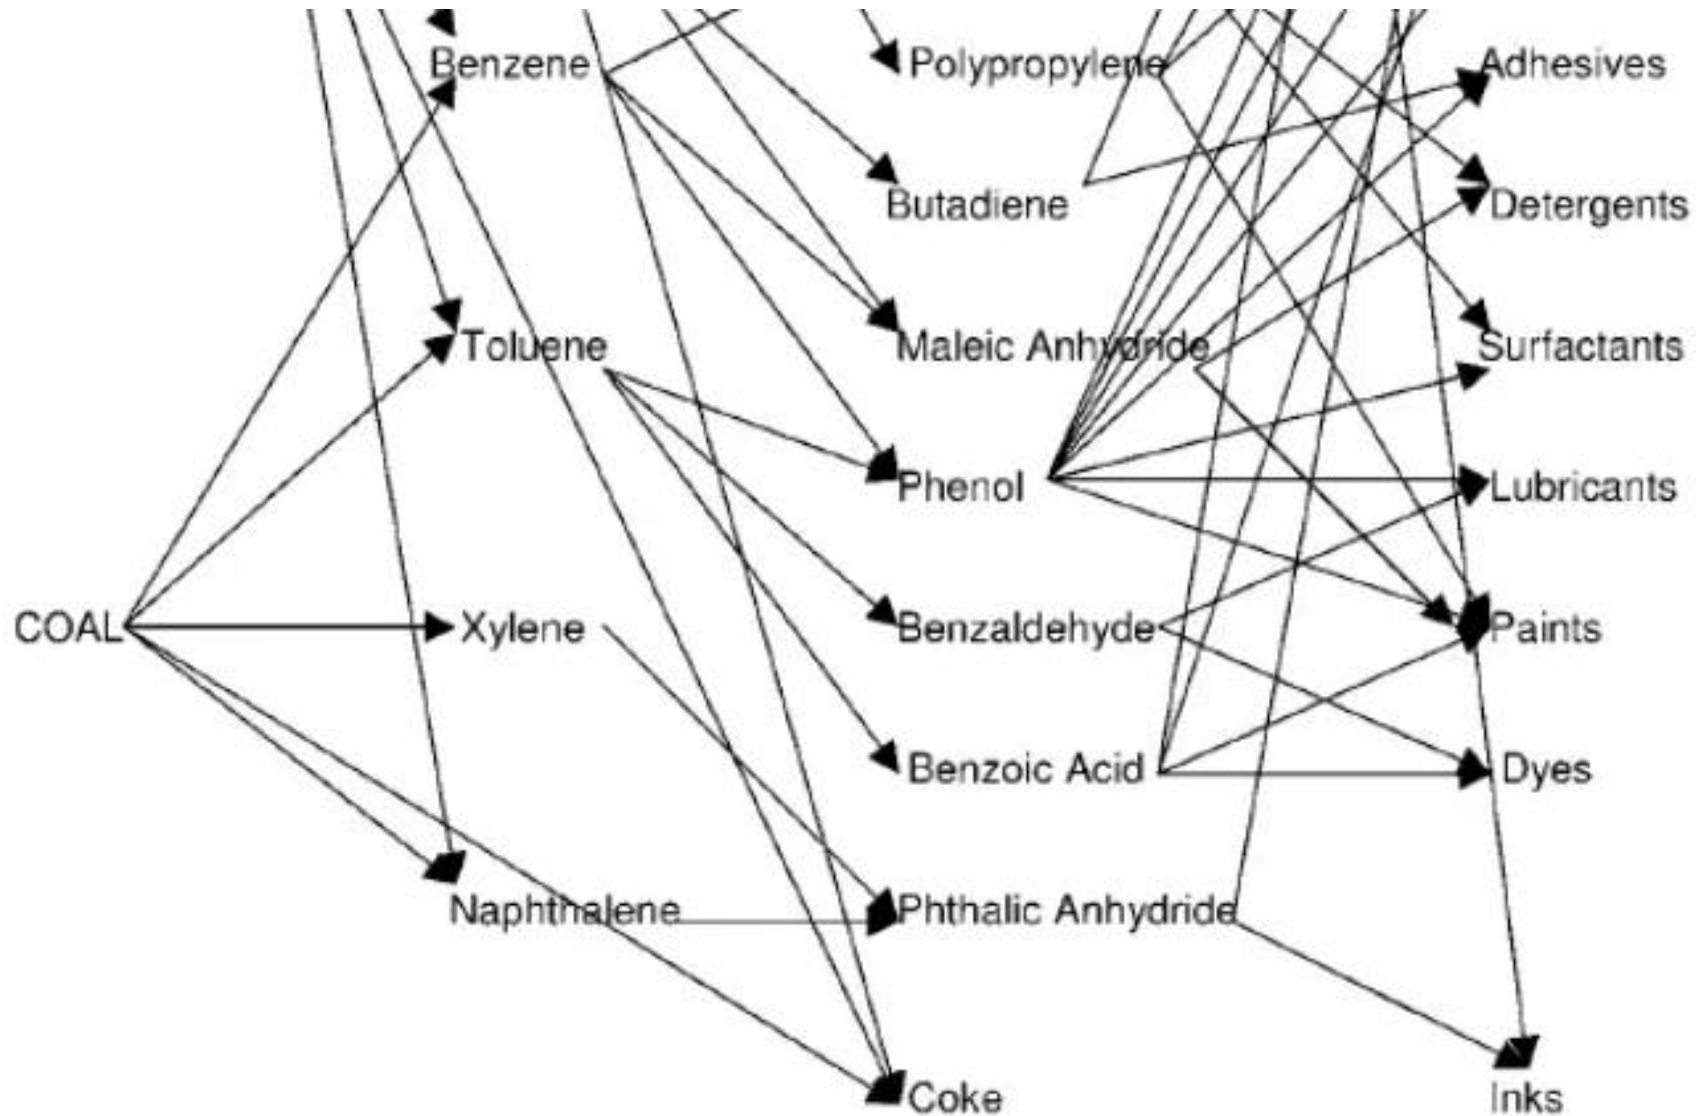 Benzene
Polypropylene
Adhesives
Butadiene
Detergents
Toluene
Maleic Anhydride
Surfactants
Phenol
Lubricants
COAL
Xylene
Benzaldehyde
Paints
Benzoic Acid
Dyes
Naphthalene
Phthalic Anhydride
Coke
Inks